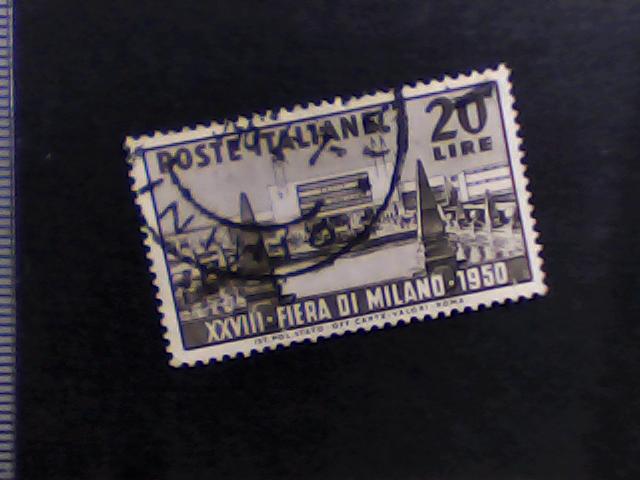 POSTE ITALIANE
20
LIRE
XXVIII·FIERA DI MILANO·1950
IST. POL. STATO · OFF. CARTE · VALORI · ROMA